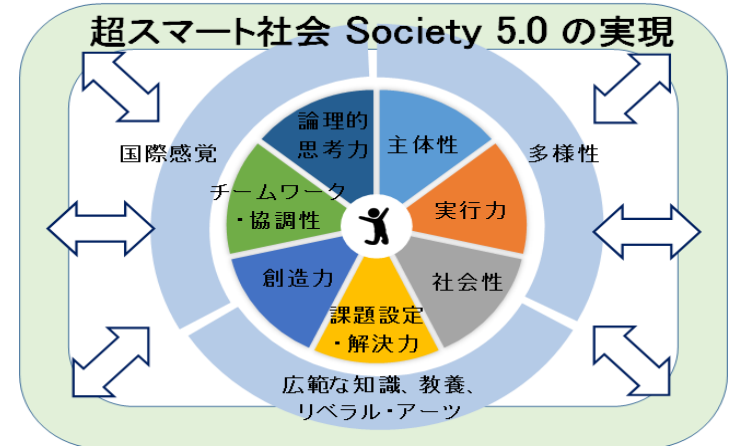 超スマート社会 Society 5.0 の実現
論理的
思考力
主体性
国際感覚
多様性
チームワーク
・協調性
実行力
創造力
社会性
課題設定
・解決力
広範な知識、教養、
リベラル・アーツ